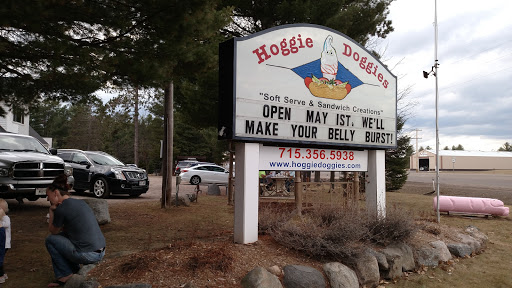 Hoggie Doggies
"Soft Serve & Sandwich Creations"
OPEN MAY 1ST. WE'LL
MAKE YOUR BELLY BURST!
715.356.5938
www.hoggiedoggies.com